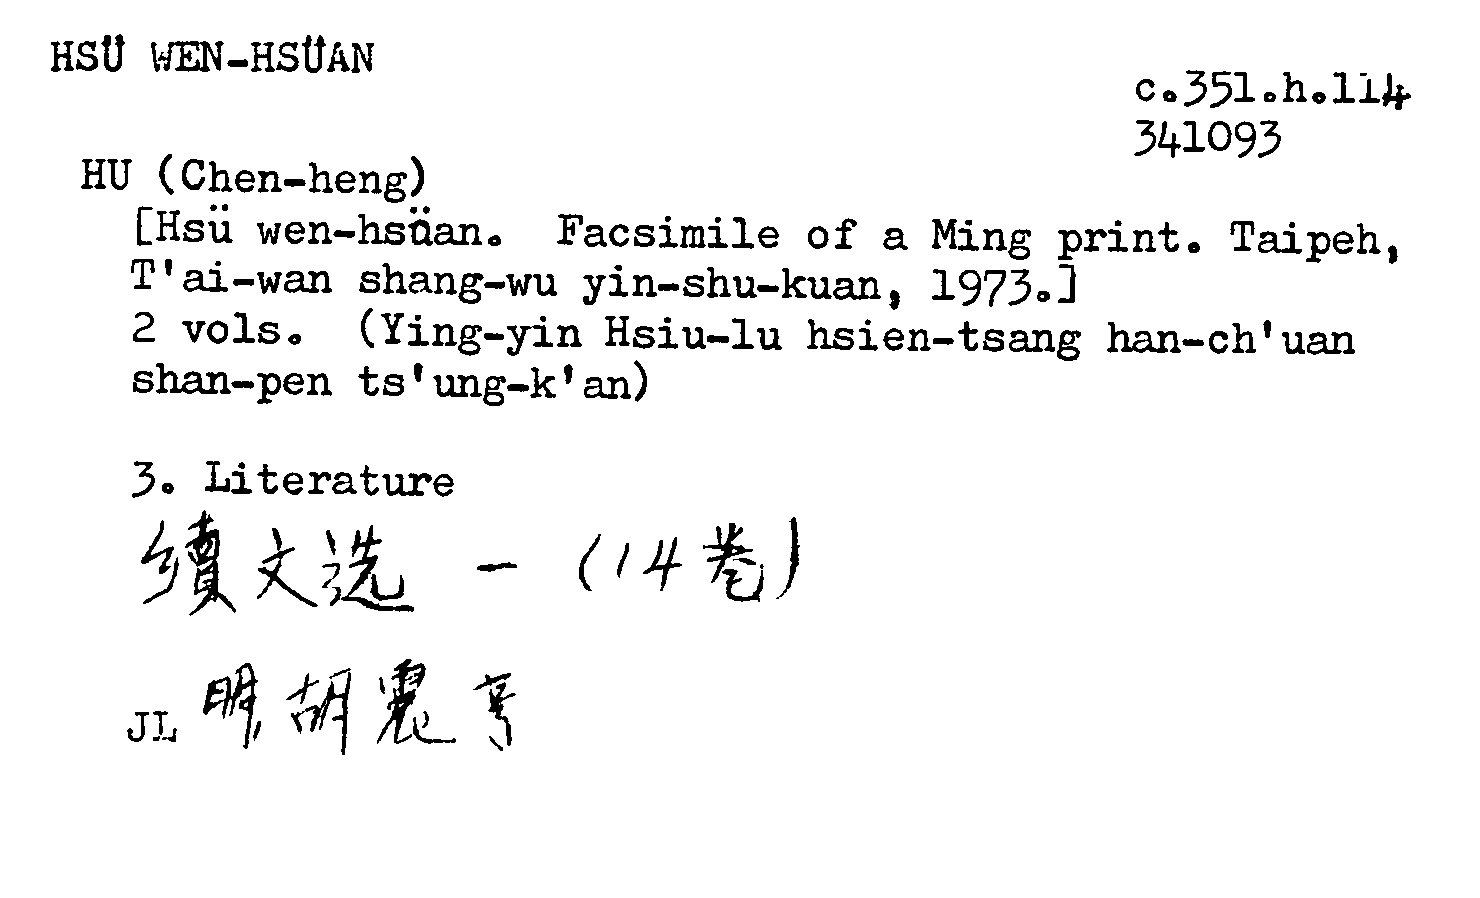 HSÜ WEN-HSÜAN
c.351.h.114
341093
HU (Chen-heng)
[Hsü wen-hsüan. Facsimile of a Ming print. Taipeh,
T'ai-wan shang-wu yin-shu-kuan, 1973.]
2 vols. (Ying-yin Hsiu-lu hsien-tsang han-ch'uan
shan-pen ts'ung-k'an)
3. Literature
續文选 - (14卷)
JL 明胡震亨